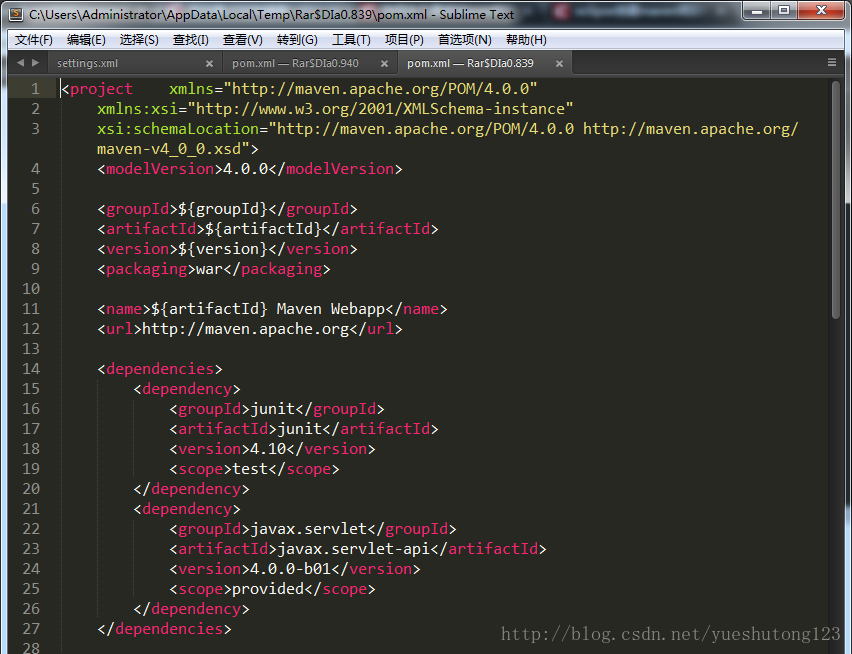 C:\Users\Administrator\AppData\Local\Temp\Rar$DIa0.839\pom.xml - Sublime Text
文件(F) 编辑(E) 选择(S) 查找(I) 查看(V) 转到(G) 工具(T) 项目(P) 首选项(N) 帮助(H)
settings.xml × pom.xml — Rar$DIa0.940 × pom.xml — Rar$DIa0.839 ×
1 <project    xmlns="http://maven.apache.org/POM/4.0.0"
2     xmlns:xsi="http://www.w3.org/2001/XMLSchema-instance"
3     xsi:schemaLocation="http://maven.apache.org/POM/4.0.0 http://maven.apache.org/
maven-v4_0_0.xsd">
4     <modelVersion>4.0.0</modelVersion>
5
6     <groupId>${groupId}</groupId>
7     <artifactId>${artifactId}</artifactId>
8     <version>${version}</version>
9     <packaging>war</packaging>
10
11     <name>${artifactId} Maven Webapp</name>
12     <url>http://maven.apache.org</url>
13
14     <dependencies>
15         <dependency>
16             <groupId>junit</groupId>
17             <artifactId>junit</artifactId>
18             <version>4.10</version>
19             <scope>test</scope>
20         </dependency>
21         <dependency>
22             <groupId>javax.servlet</groupId>
23             <artifactId>javax.servlet-api</artifactId>
24             <version>4.0.0-b01</version>
25             <scope>provided</scope>
26         </dependency>
27     </dependencies>
28
http://blog.csdn.net/yueshutong123